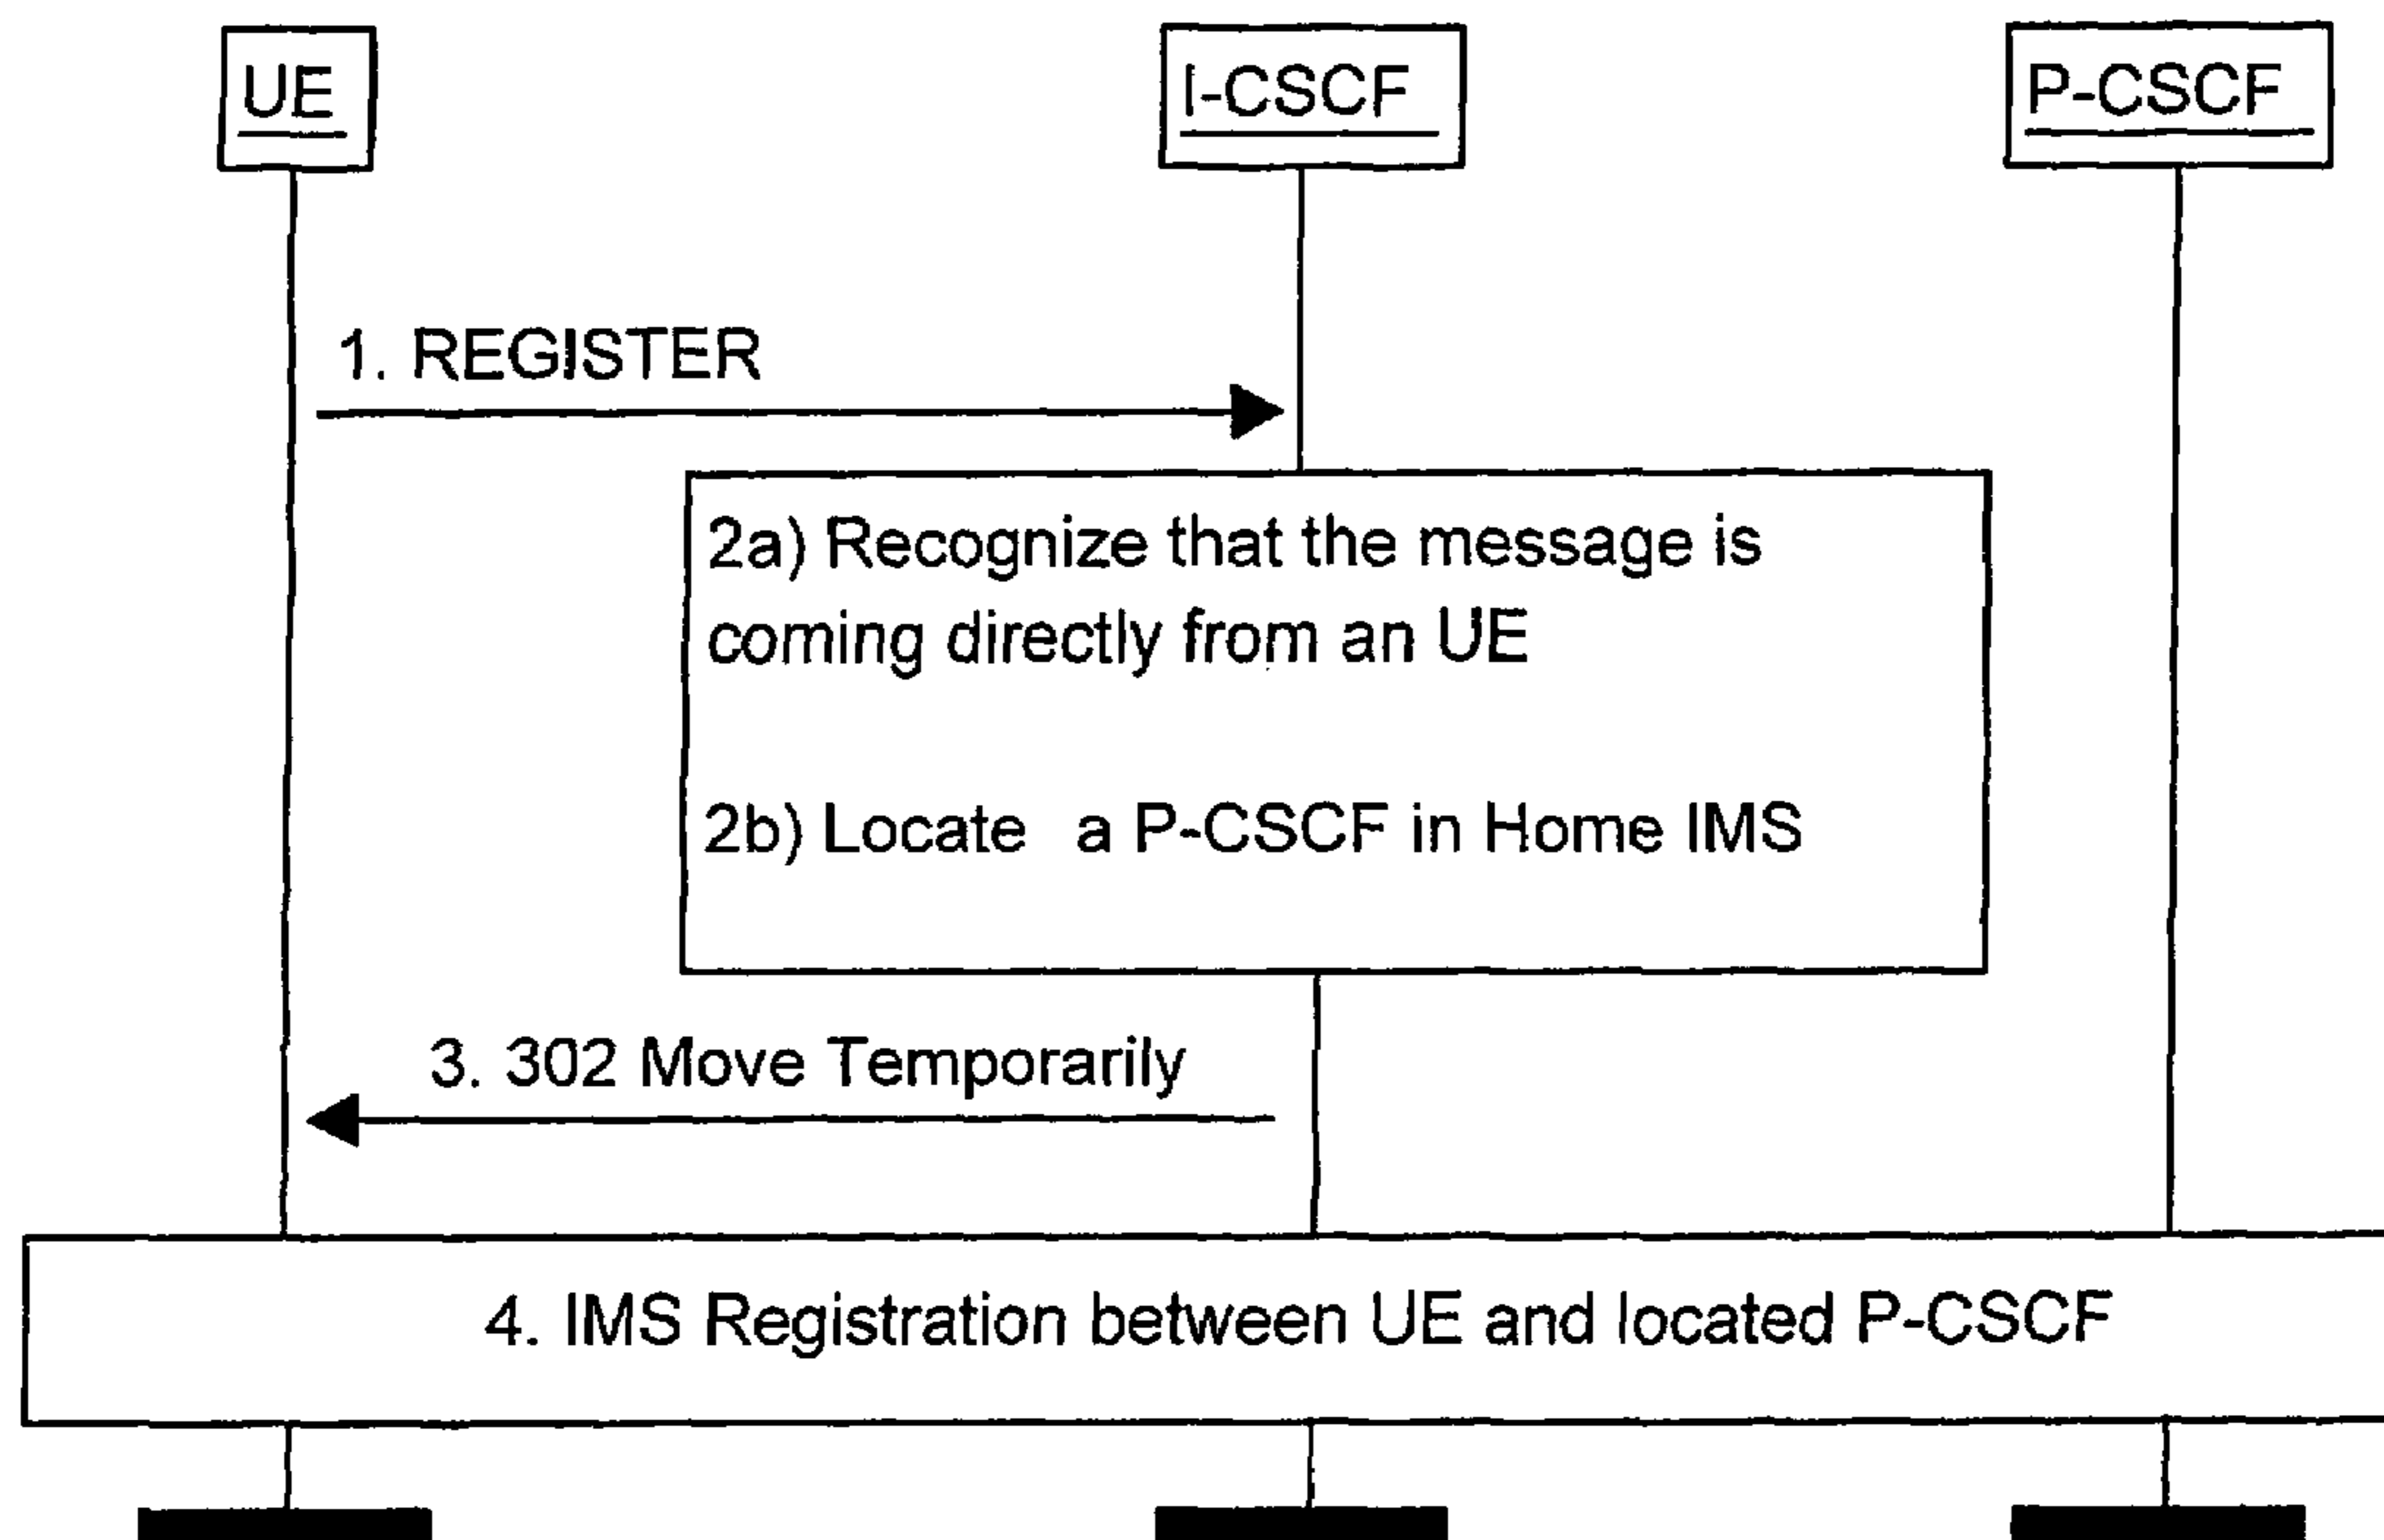 UE
I-CSCF
P-CSCF
1. REGISTER
2a) Recognize that the message is
coming directly from an UE
2b) Locate a P-CSCF in Home IMS
3. 302 Move Temporarily
4. IMS Registration between UE and located P-CSCF